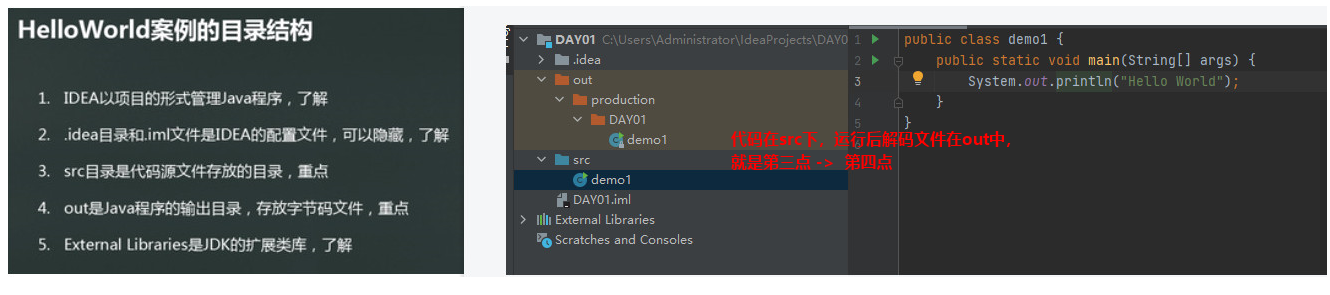 HelloWorld案例的目录结构
1. IDEA以项目的形式管理Java程序，了解
2. .idea目录和.iml文件是IDEA的配置文件，可以隐藏，了解
3. src目录是代码源文件存放的目录，重点
4. out是Java程序的输出目录，存放字节码文件，重点
5. External Libraries是JDK的扩展类库，了解
DAY01 C:\Users\Administrator\IdeaProjects\DAY0
.idea
out
production
DAY01
demo1
src
demo1
DAY01.iml
External Libraries
Scratches and Consoles
1 public class demo1 {
2 public static void main(String[] args) {
3 System.out.println("Hello World");
4 }
5 }
代码在src下，运行后解码文件在out中，
就是第三点 -> 第四点